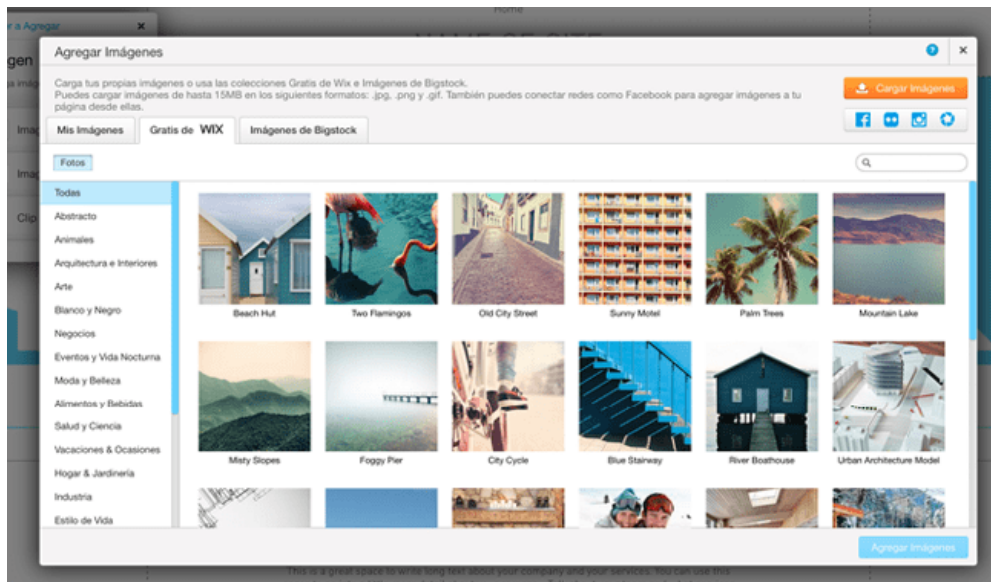 Home
r a Agregar
Agregar Imágenes
Carga tus propias imágenes o usa las colecciones Gratis de Wix e Imágenes de Bigstock.
Puedes cargar imágenes de hasta 15MB en los siguientes formatos: .jpg, .png y .gif. También puedes conectar redes como Facebook para agregar imágenes a tu
página desde ellas.
Cargar Imágenes
Mis Imágenes
Gratis de WIX
Imágenes de Bigstock
Fotos
Todas
Abstracto
Animales
Arquitectura e Interiores
Arte
Blanco y Negro
Negocios
Eventos y Vida Nocturna
Moda y Belleza
Alimentos y Bebidas
Salud y Ciencia
Vacaciones & Ocasiones
Hogar & Jardinería
Industria
Estilo de Vida
Beach Hut
Two Flamingos
Old City Street
Sunny Motel
Palm Trees
Mountain Lake
Misty Slopes
Foggy Pier
City Cycle
Blue Stairway
River Boathouse
Urban Architecture Model
Agregar Imágenes
This is a great space to write long text about your company and your services. You can use this